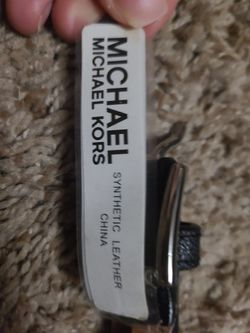 MICHAEL
MICHAEL KORS
SYNTHETIC LEATHER
CHINA